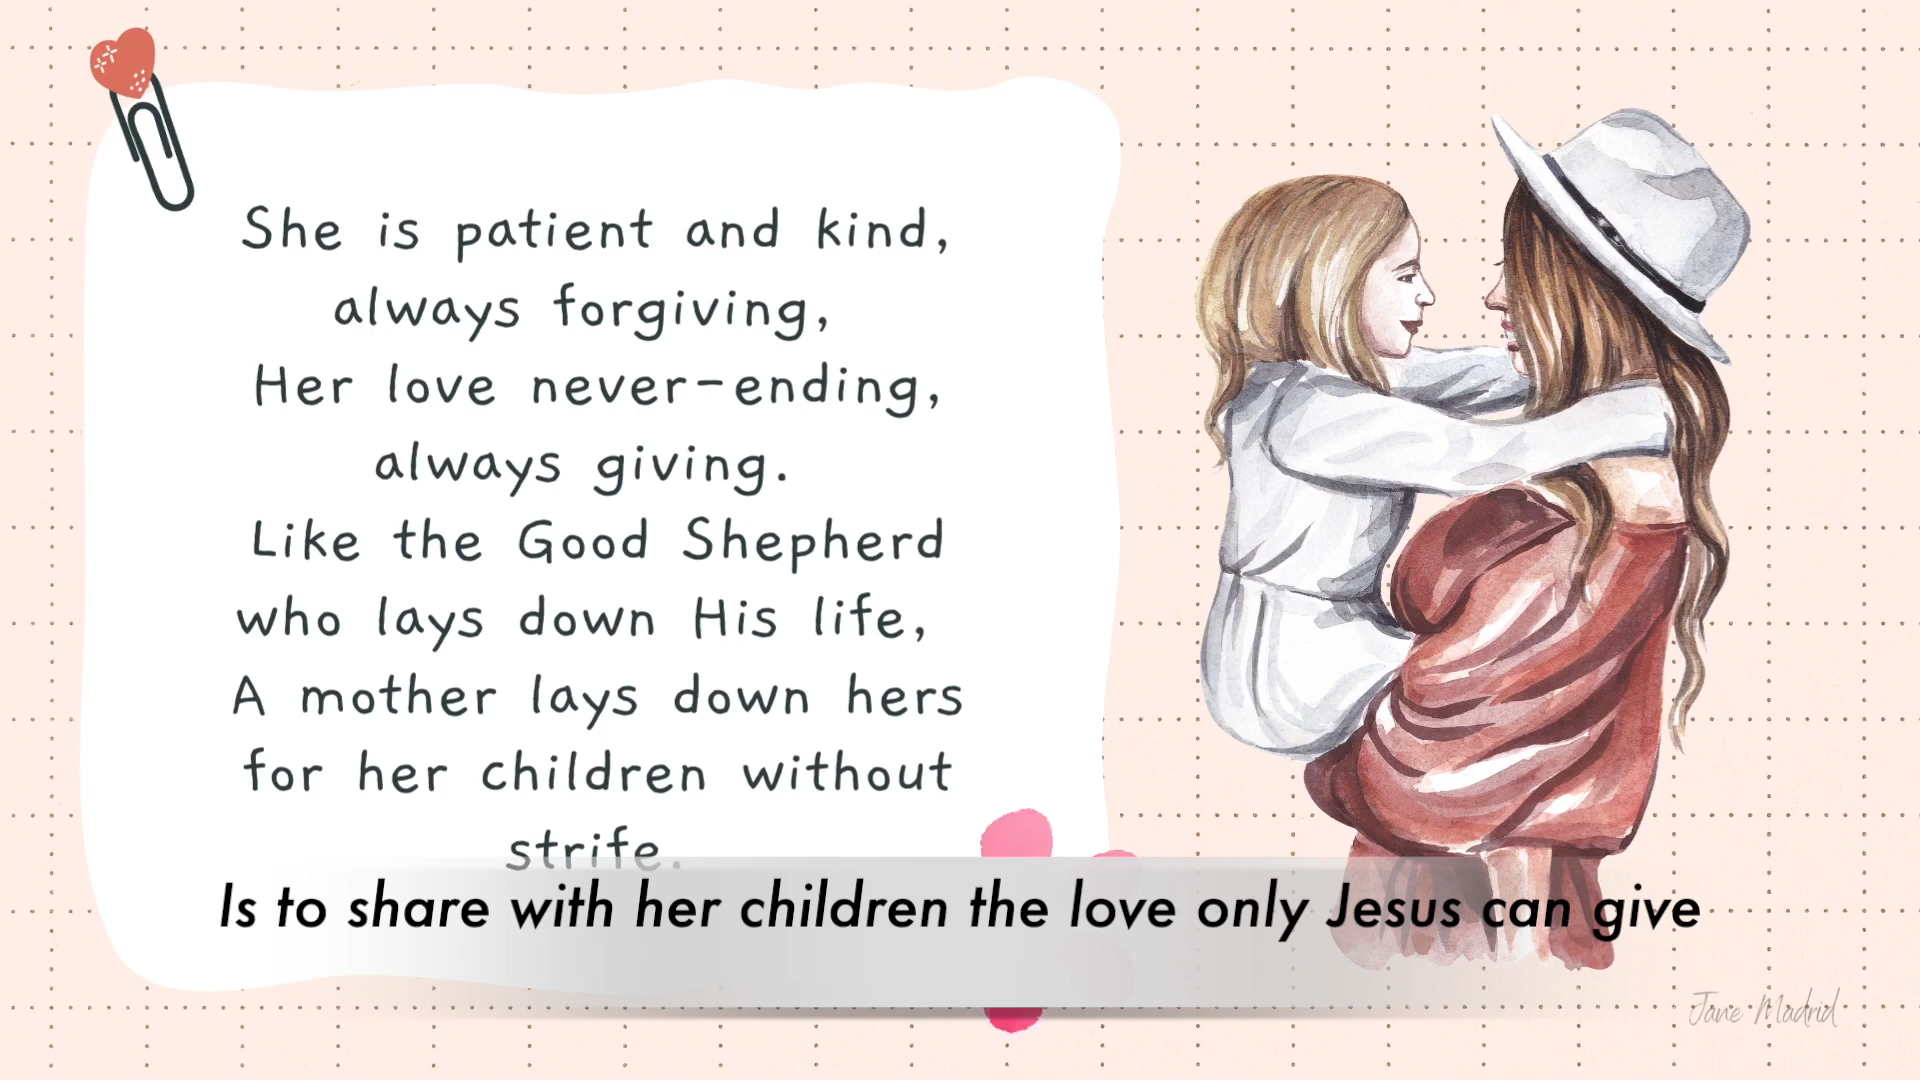 She is patient and kind,
always forgiving,
Her love never-ending,
always giving.
Like the Good Shepherd
who lays down His life,
A mother lays down hers
for her children without
strife.
Is to share with her children the love only Jesus can give
Jane Madrid